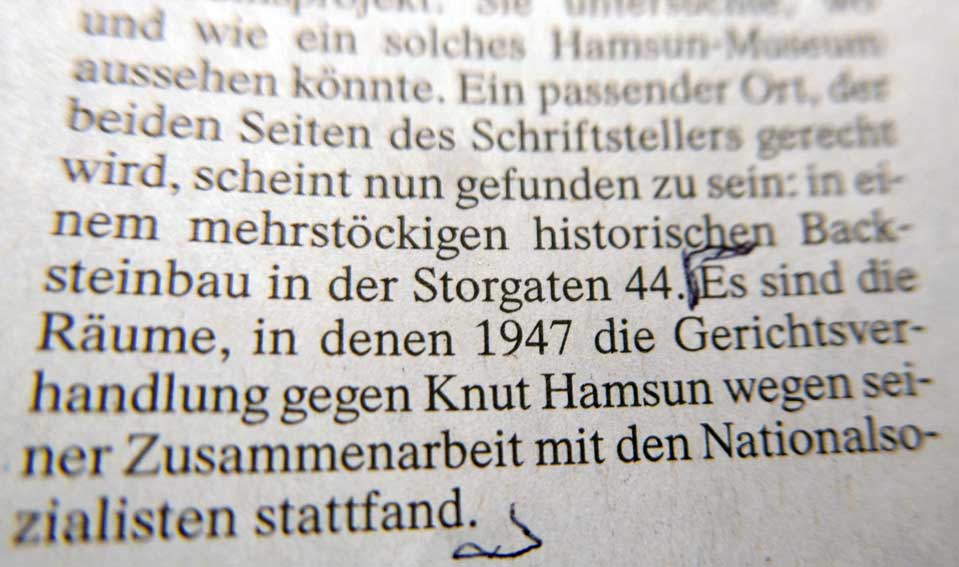 und wie ein solches Hamsun-Museum
aussehen könnte. Ein passender Ort, der
beiden Seiten des Schriftstellers gerecht
wird, scheint nun gefunden zu sein: in ei-
nem mehrstöckigen historischen Back-
steinbau in der Storgaten 44. Es sind die
Räume, in denen 1947 die Gerichtsver-
handlung gegen Knut Hamsun wegen sei-
ner Zusammenarbeit mit den Nationalso-
zialisten stattfand.